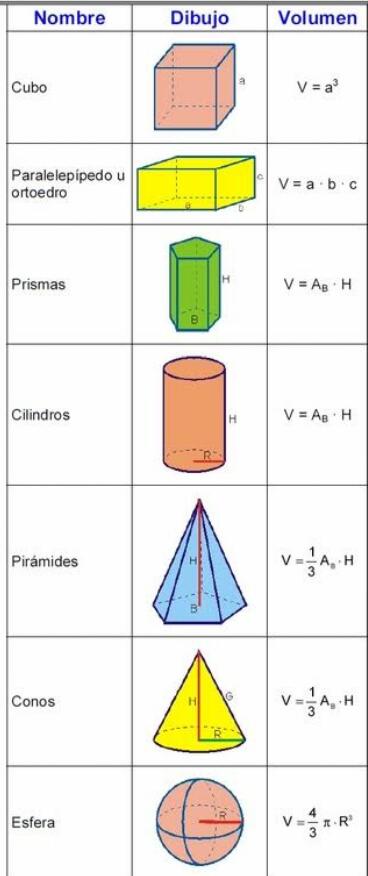 Nombre Dibujo Volumen
Cubo a V = a³
Paralelepípedo u
ortoedro a b c V = a · b · c
Prismas H B V = A_B · H
Cilindros H R V = A_B · H
Pirámides H B V = 1/3 A_B · H
Conos H G R V = 1/3 A_B · H
Esfera R V = 4/3 π · R³